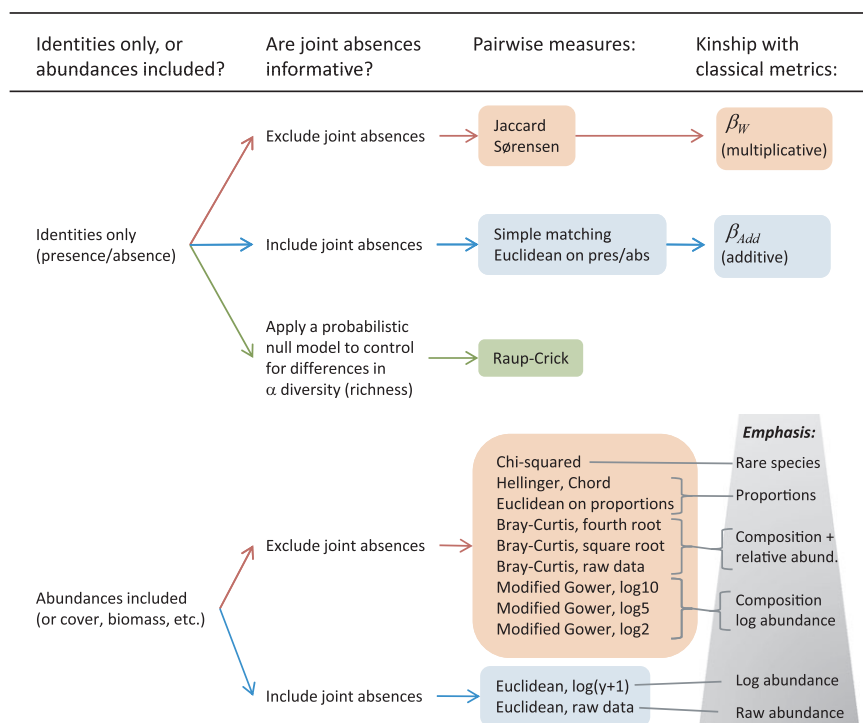 Identities only, or
abundances included?
Are joint absences
informative?
Pairwise measures:
Kinship with
classical metrics:
Exclude joint absences
Jaccard
Sørensen
β_W
(multiplicative)
Identities only
(presence/absence)
Include joint absences
Simple matching
Euclidean on pres/abs
β_Add
(additive)
Apply a probabilistic
null model to control
for differences in
α diversity (richness)
Raup-Crick
Emphasis:
Chi-squared
Rare species
Hellinger, Chord
Euclidean on proportions
Proportions
Bray-Curtis, fourth root
Bray-Curtis, square root
Bray-Curtis, raw data
Composition +
relative abund.
Exclude joint absences
Modified Gower, log10
Modified Gower, log5
Modified Gower, log2
Composition
log abundance
Abundances included
(or cover, biomass, etc.)
Include joint absences
Euclidean, log(y+1)
Euclidean, raw data
Log abundance
Raw abundance